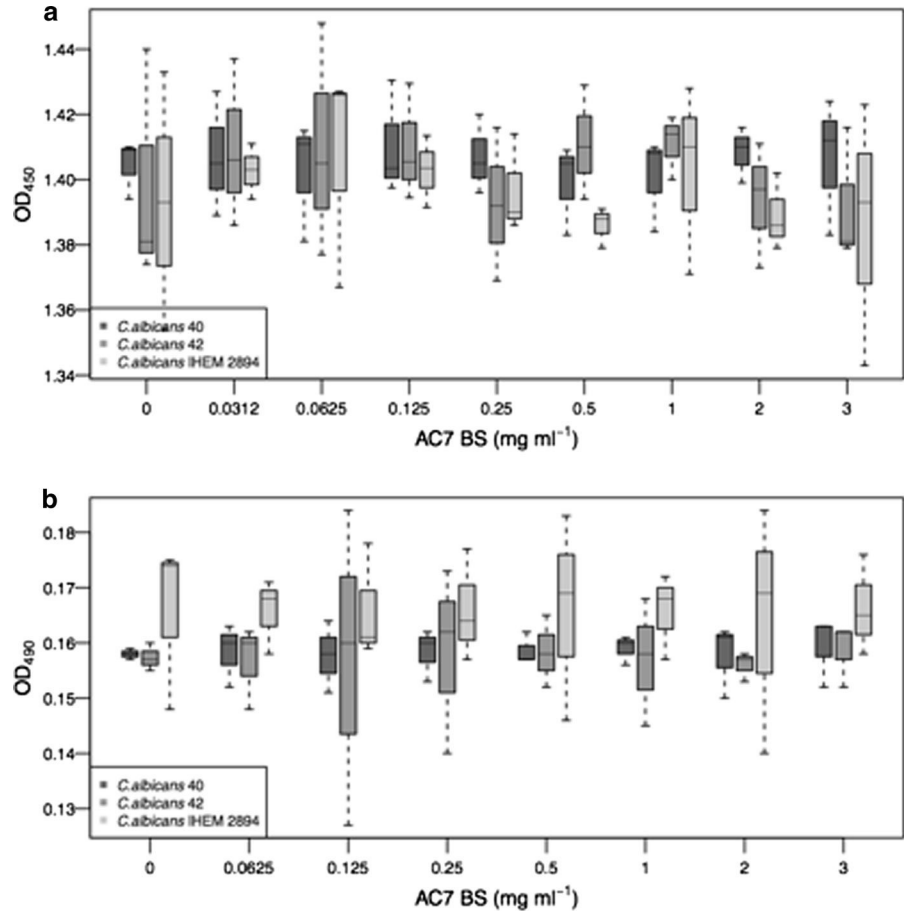 a
1.44
1.42
1.40
1.38
1.36
1.34
OD₄₅₀
C.albicans 40
C.albicans 42
C.albicans IHEM 2894
0 0.0312 0.0625 0.125 0.25 0.5 1 2 3
AC7 BS (mg ml⁻¹)
b
0.18
0.17
0.16
0.15
0.14
0.13
OD₄₉₀
C.albicans 40
C.albicans 42
C.albicans IHEM 2894
0 0.0625 0.125 0.25 0.5 1 2 3
AC7 BS (mg ml⁻¹)